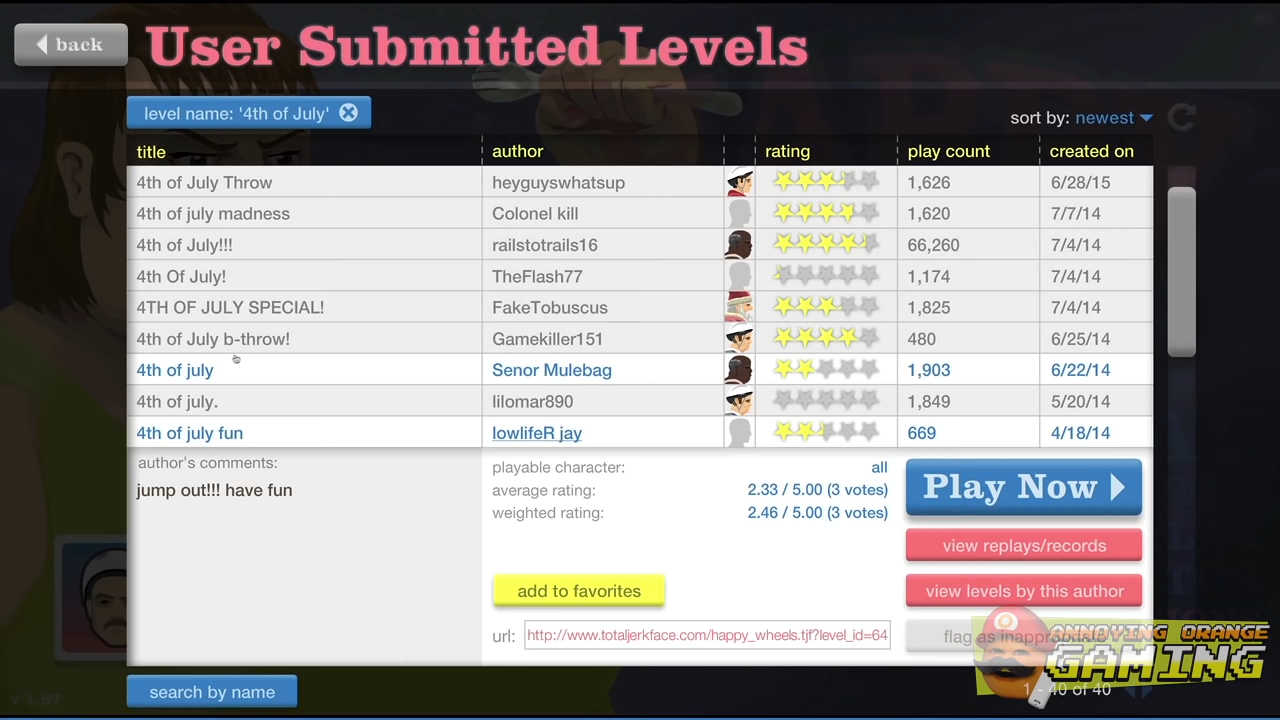 back
User Submitted Levels
level name: '4th of July'
sort by: newest
title author rating play count created on
4th of July Throw heyguyswhatsup 1,626 6/28/15
4th of july madness Colonel kill 1,620 7/7/14
4th of July!!! railstotrails16 66,260 7/4/14
4th Of July! TheFlash77 1,174 7/4/14
4TH OF JULY SPECIAL! FakeTobuscus 1,825 7/4/14
4th of July b-throw! Gamekiller151 480 6/25/14
4th of july Senor Mulebag 1,903 6/22/14
4th of july. lilomar890 1,849 5/20/14
4th of july fun lowlifeR jay 669 4/18/14
author's comments:
jump out!!! have fun
playable character: all
average rating: 2.33 / 5.00 (3 votes)
weighted rating: 2.46 / 5.00 (3 votes)
Play Now
view replays/records
add to favorites
view levels by this author
url: http://www.totaljerkface.com/happy_wheels.tjf?level_id=64
flag as inappropriate
ANNOYING ORANGE
GAMING
search by name
1 - 40 of 40
v 1.87